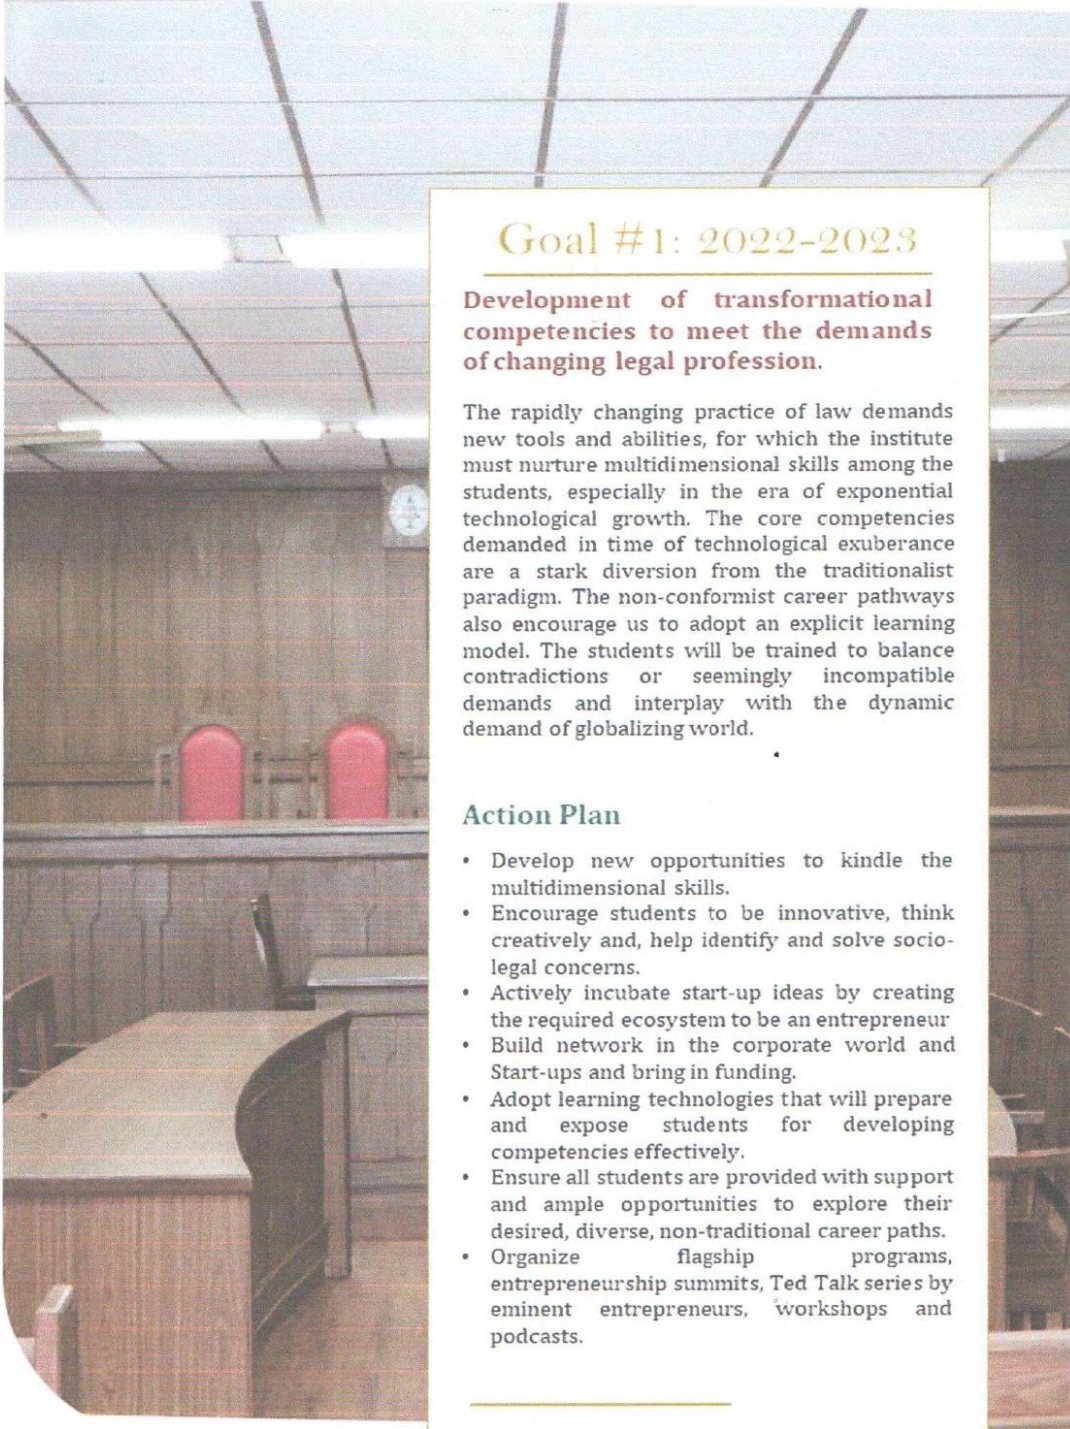 Goal #1: 2022-2023
Development of transformational
competencies to meet the demands
of changing legal profession.
The rapidly changing practice of law demands
new tools and abilities, for which the institute
must nurture multidimensional skills among the
students, especially in the era of exponential
technological growth. The core competencies
demanded in time of technological exuberance
are a stark diversion from the traditionalist
paradigm. The non-conformist career pathways
also encourage us to adopt an explicit learning
model. The students will be trained to balance
contradictions or seemingly incompatible
demands and interplay with the dynamic
demand of globalizing world.
Action Plan
• Develop new opportunities to kindle the
multidimensional skills.
• Encourage students to be innovative, think
creatively and, help identify and solve socio-
legal concerns.
• Actively incubate start-up ideas by creating
the required ecosystem to be an entrepreneur
• Build network in the corporate world and
Start-ups and bring in funding.
• Adopt learning technologies that will prepare
and expose students for developing
competencies effectively.
• Ensure all students are provided with support
and ample opportunities to explore their
desired, diverse, non-traditional career paths.
• Organize flagship programs,
entrepreneurship summits, Ted Talk series by
eminent entrepreneurs, workshops and
podcasts.